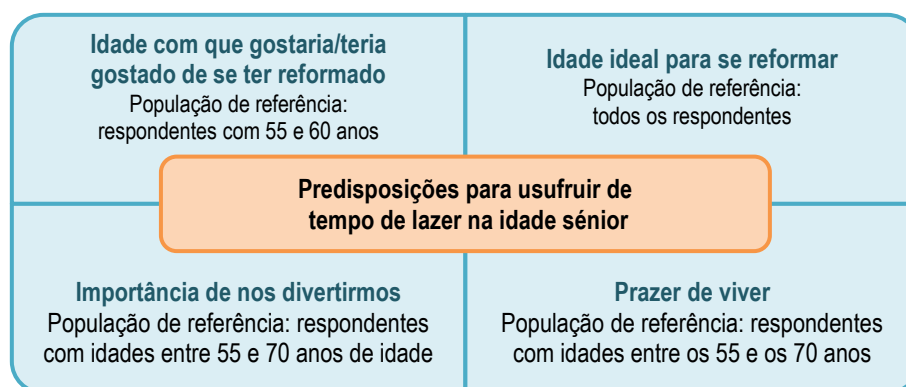 Idade com que gostaria/teria
gostado de se ter reformado
População de referência:
respondentes com 55 e 60 anos
Idade ideal para se reformar
População de referência:
todos os respondentes
Predisposições para usufruir de
tempo de lazer na idade sénior
Importância de nos divertirmos
População de referência: respondentes
com idades entre 55 e 70 anos de idade
Prazer de viver
População de referência: respondentes
com idades entre os 55 e os 70 anos